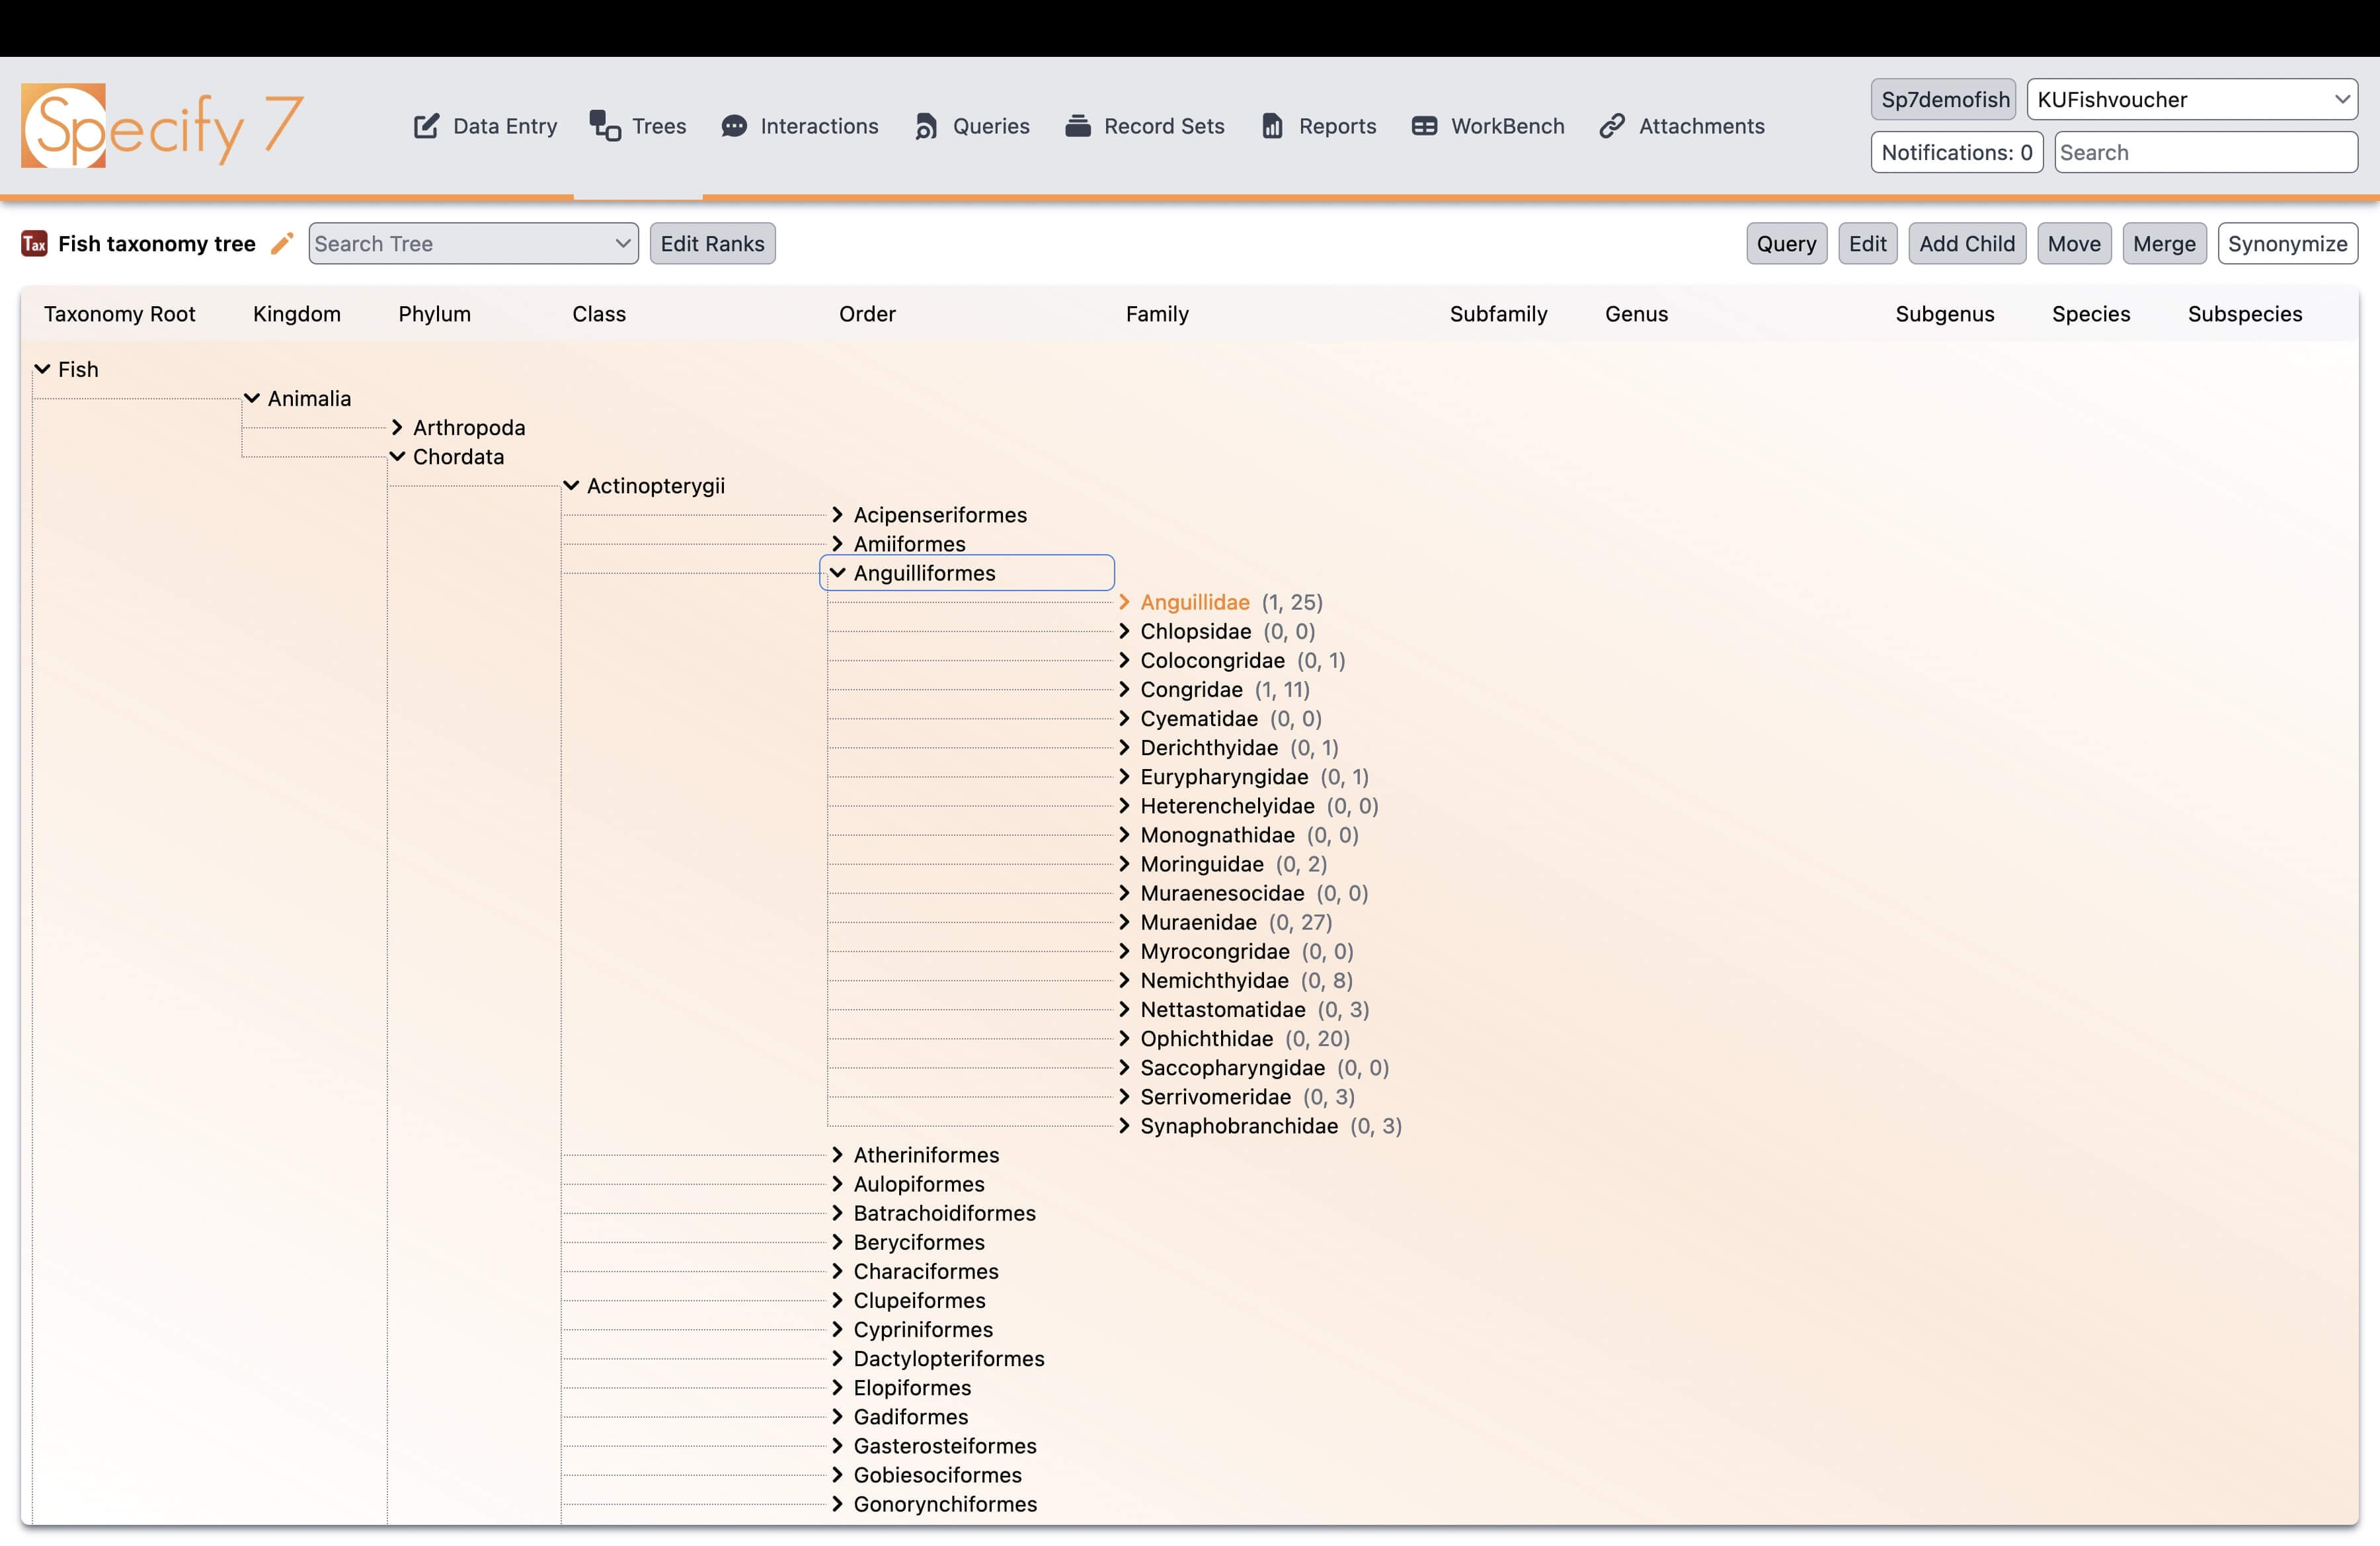 Specify 7
Data Entry Trees Interactions Queries Record Sets Reports WorkBench Attachments
Sp7demofish KUFishvoucher
Notifications: 0 Search
Tax Fish taxonomy tree Search Tree Edit Ranks Query Edit Add Child Move Merge Synonymize
Taxonomy Root Kingdom Phylum Class Order Family Subfamily Genus Subgenus Species Subspecies
Fish
Animalia
Arthropoda
Chordata
Actinopterygii
Acipenseriformes
Amiiformes
Anguilliformes
Anguillidae (1, 25)
Chlopsidae (0, 0)
Colocongridae (0, 1)
Congridae (1, 11)
Cyematidae (0, 0)
Derichthyidae (0, 1)
Eurypharyngidae (0, 1)
Heterenchelyidae (0, 0)
Monognathidae (0, 0)
Moringuidae (0, 2)
Muraenesocidae (0, 0)
Muraenidae (0, 27)
Myrocongridae (0, 0)
Nemichthyidae (0, 8)
Nettastomatidae (0, 3)
Ophichthidae (0, 20)
Saccopharyngidae (0, 0)
Serrivomeridae (0, 3)
Synaphobranchidae (0, 3)
Atheriniformes
Aulopiformes
Batrachoidiformes
Beryciformes
Characiformes
Clupeiformes
Cypriniformes
Dactylopteriformes
Elopiformes
Gadiformes
Gasterosteiformes
Gobiesociformes
Gonorynchiformes